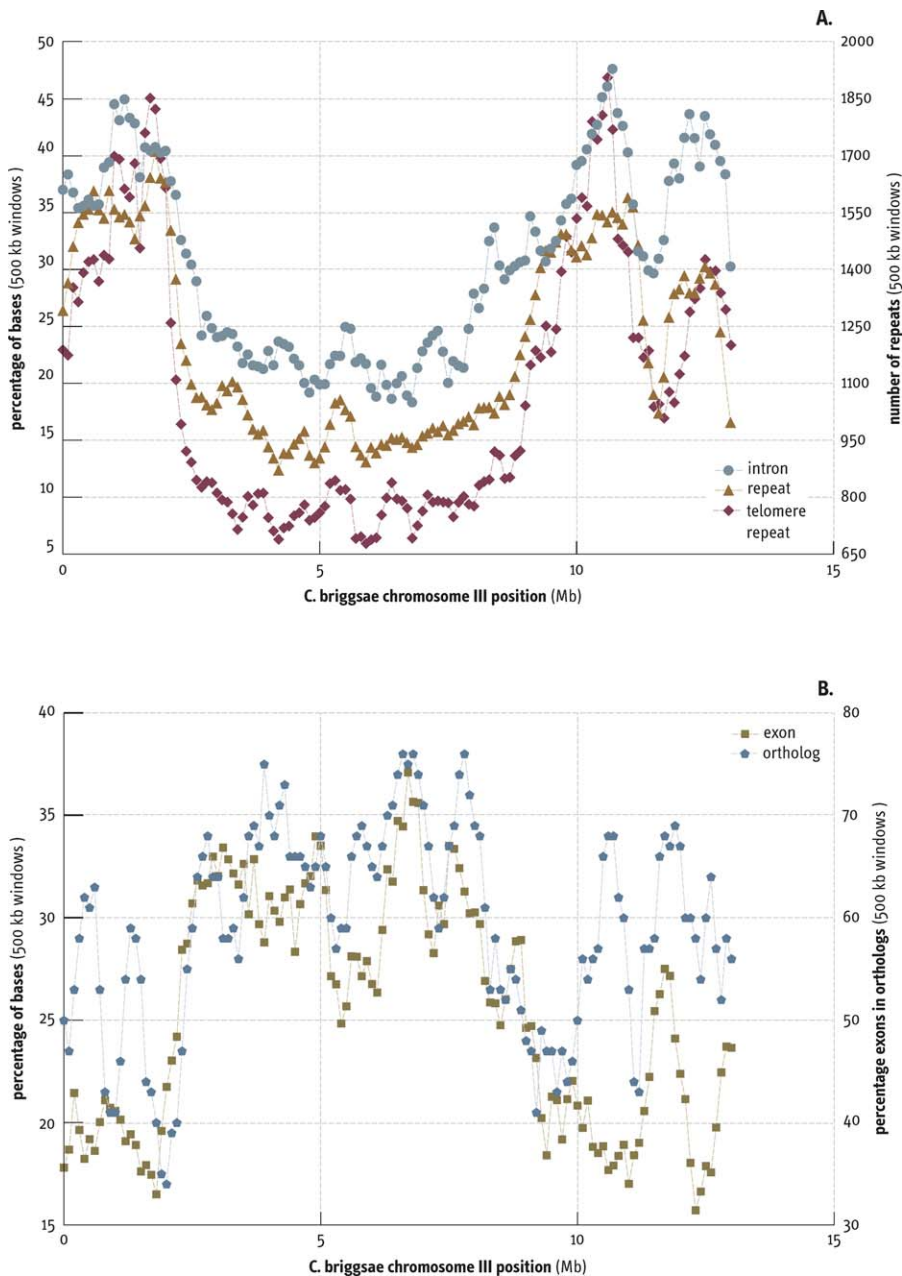 A.
percentage of bases (500 kb windows)
50
45
40
35
30
25
20
15
10
5
number of repeats (500 kb windows)
2000
1850
1700
1550
1400
1250
1100
950
800
650
intron
repeat
telomere
repeat
0
5
10
15
C. briggsae chromosome III position (Mb)
B.
percentage of bases (500 kb windows )
40
35
30
25
20
15
percentage exons in orthologs (500 kb windows )
80
70
60
50
40
30
exon
ortholog
0
5
10
15
C. briggsae chromosome III position (Mb)